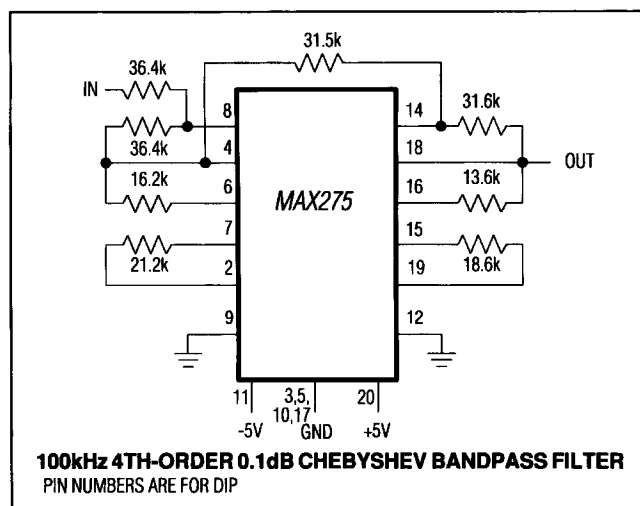 31.5k
36.4k
IN
8
14
31.6k
36.4k
4
18
OUT
16.2k
6
MAX275
16
13.6k
7
15
21.2k
2
19
18.6k
9
12
11
3,5,
10,17
20
-5V
GND
+5V
100kHz 4TH-ORDER 0.1dB CHEBYSHEV BANDPASS FILTER
PIN NUMBERS ARE FOR DIP